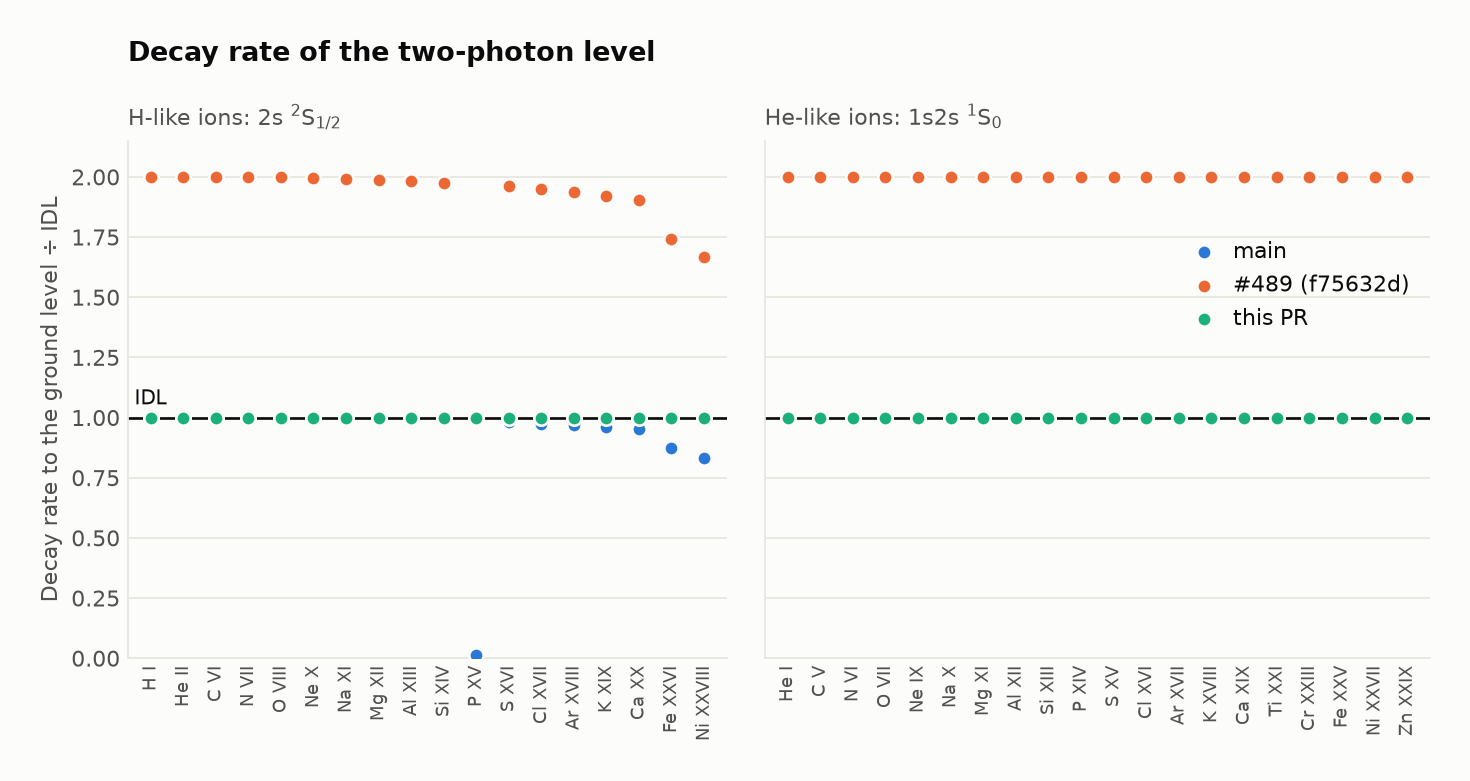 Decay rate of the two-photon level
H-like ions: 2s ²S₁/₂
He-like ions: 1s2s ¹S₀
Decay rate to the ground level ÷ IDL
2.00
1.75
1.50
1.25
1.00
0.75
0.50
0.25
0.00
IDL
main
#489 (f75632d)
this PR
H I
He II
C VI
N VII
O VIII
Ne X
Na XI
Mg XII
Al XIII
Si XIV
P XV
S XVI
Cl XVII
Ar XVIII
K XIX
Ca XX
Fe XXVI
Ni XXVIII
He I
C V
N VI
O VII
Ne IX
Na X
Mg XI
Al XII
Si XIII
P XIV
S XV
Cl XVI
Ar XVII
K XVIII
Ca XIX
Ti XXI
Cr XXIII
Fe XXV
Ni XXVII
Zn XXIX